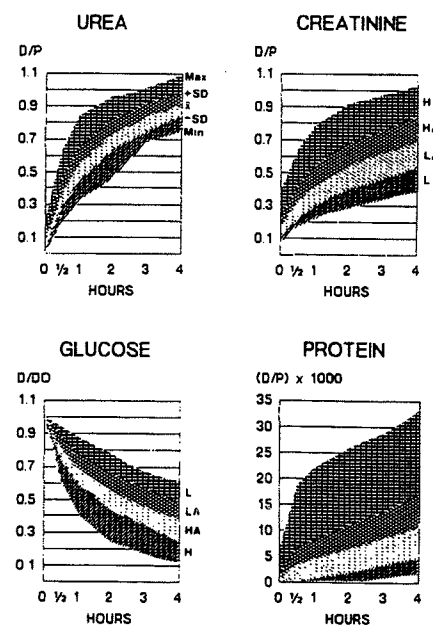 UREA
D/P
1.1
0.9
0.7
0.5
0.3
0.1
Max
+SD
x̄
-SD
Min
0 ½ 1 2 3 4
HOURS
CREATININE
D/P
1.1
0.9
0.7
0.5
0.3
0.1
H
HA
LA
L
0 ½ 1 2 3 4
HOURS
GLUCOSE
D/DO
1.1
0.9
0.7
0.5
0.3
0.1
L
LA
HA
H
0 ½ 1 2 3 4
HOURS
PROTEIN
(D/P) x 1000
35
30
25
20
15
10
5
0
0 ½ 1 2 3 4
HOURS